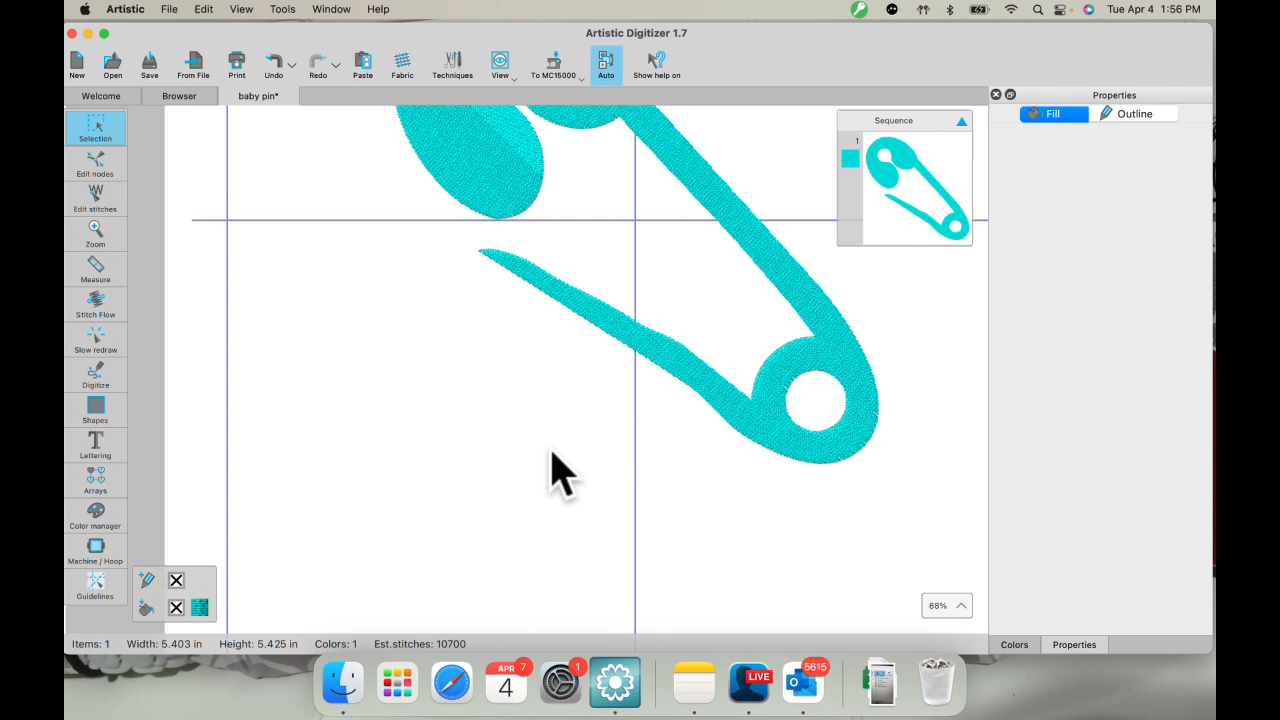 Artistic File Edit View Tools Window Help Tue Apr 4 1:56 PM
Artistic Digitizer 1.7
New Open Save From File Print Undo Redo Paste Fabric Techniques View To MC15000 Auto Show help on
Welcome Browser baby pin* Properties
Fill Outline
Sequence
1
Selection
Edit nodes
Edit stitches
Zoom
Measure
Stitch Flow
Slow redraw
Digitize
Shapes
Lettering
Arrays
Color manager
Machine / Hoop
Guidelines
88%
Items: 1 Width: 5.403 in Height: 5.425 in Colors: 1 Est.stitches: 10700 Colors Properties
APR 7 1 LIVE 5615
4